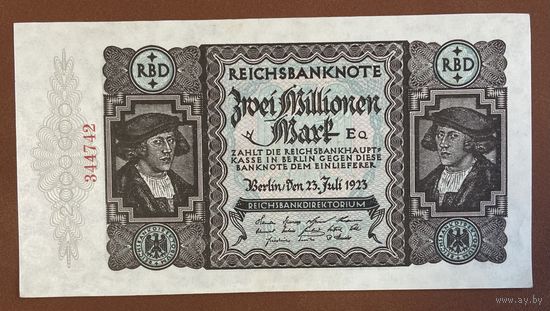 RBD
RBD
REICHSBANKNOTE
Zwei Millionen
Mark EQ
ZAHLT DIE REICHSBANKHAUPT-
KASSE IN BERLIN GEGEN DIESE
BANKNOTE DEM EINLIEFERER
Berlin, den 23. Juli 1923
REICHSBANKDIREKTORIUM
2000000
344742
www.ay.by